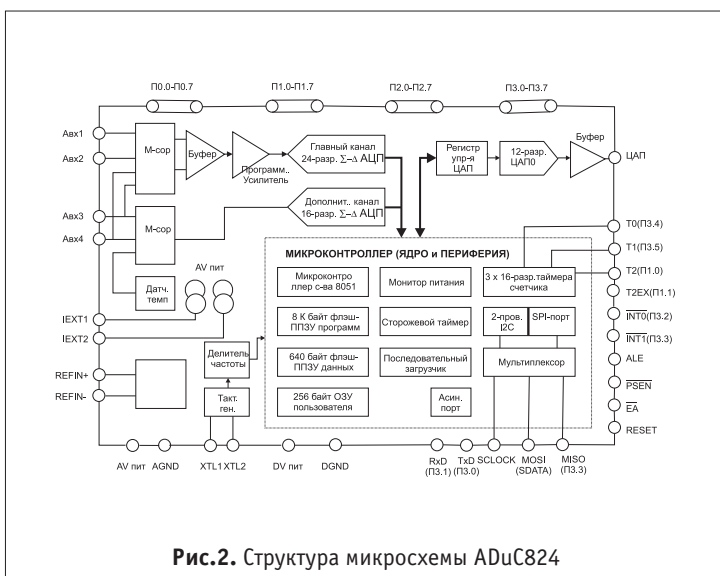 П0.0-П0.7
П1.0-П1.7
П2.0-П2.7
П3.0-П3.7
Авх1
Авх2
Авх3
Авх4
IEXT1
IEXT2
REFIN+
REFIN-
М-сор
Буфер
Программ..
Усилитель
Главный канал
24-разр. Σ-Δ АЦП
Дополнит.. канал
16-разр. Σ-Δ АЦП
М-сор
Датч.
темп
AV пит
Регистр
упр-я
ЦАП
12-разр.
ЦАП0
Буфер
ЦАП
МИКРОКОНТРОЛЛЕР (ЯДРО и ПЕРИФЕРИЯ)
Микроконтро
ллер с-ва 8051
Монитор питания
3 х 16-разр.таймера
счетчика
8 К байт флэш-
ППЗУ программ
Сторожевой таймер
2-пров.
I2C
SPI-порт
640 байт флэш-
ППЗУ данных
Последовательный
загрузчик
Мультиплексор
256 байт ОЗУ
пользователя
Асин.
порт
Делитель
частоты
Такт.
ген.
T0(П3.4)
T1(П3.5)
T2(П1.0)
T2EX(П1.1)
INT0(П3.2)
INT1(П3.3)
ALE
PSEN
EA
RESET
AV пит
AGND
XTL1
XTL2
DV пит
DGND
RxD
(П3.1)
TxD
(П3.0)
SCLOCK
MOSI
(SDATA)
MISO
(П3.3)
Рис.2. Структура микросхемы ADuC824